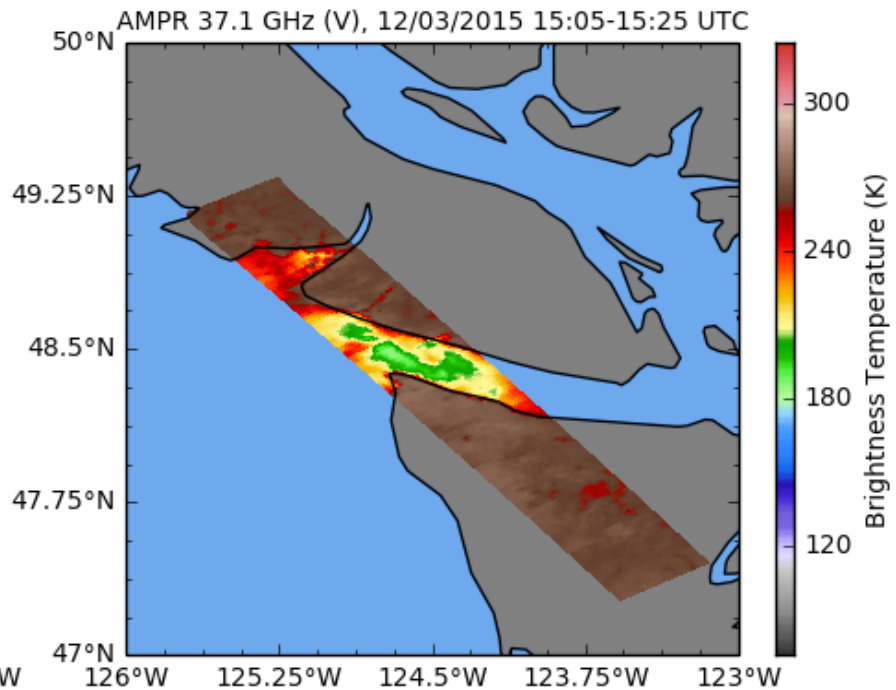 AMPR 37.1 GHz (V), 12/03/2015 15:05-15:25 UTC
50°N
49.25°N
48.5°N
47.75°N
47°N
W 126°W 125.25°W 124.5°W 123.75°W 123°W
300
240
180
120
Brightness Temperature (K)